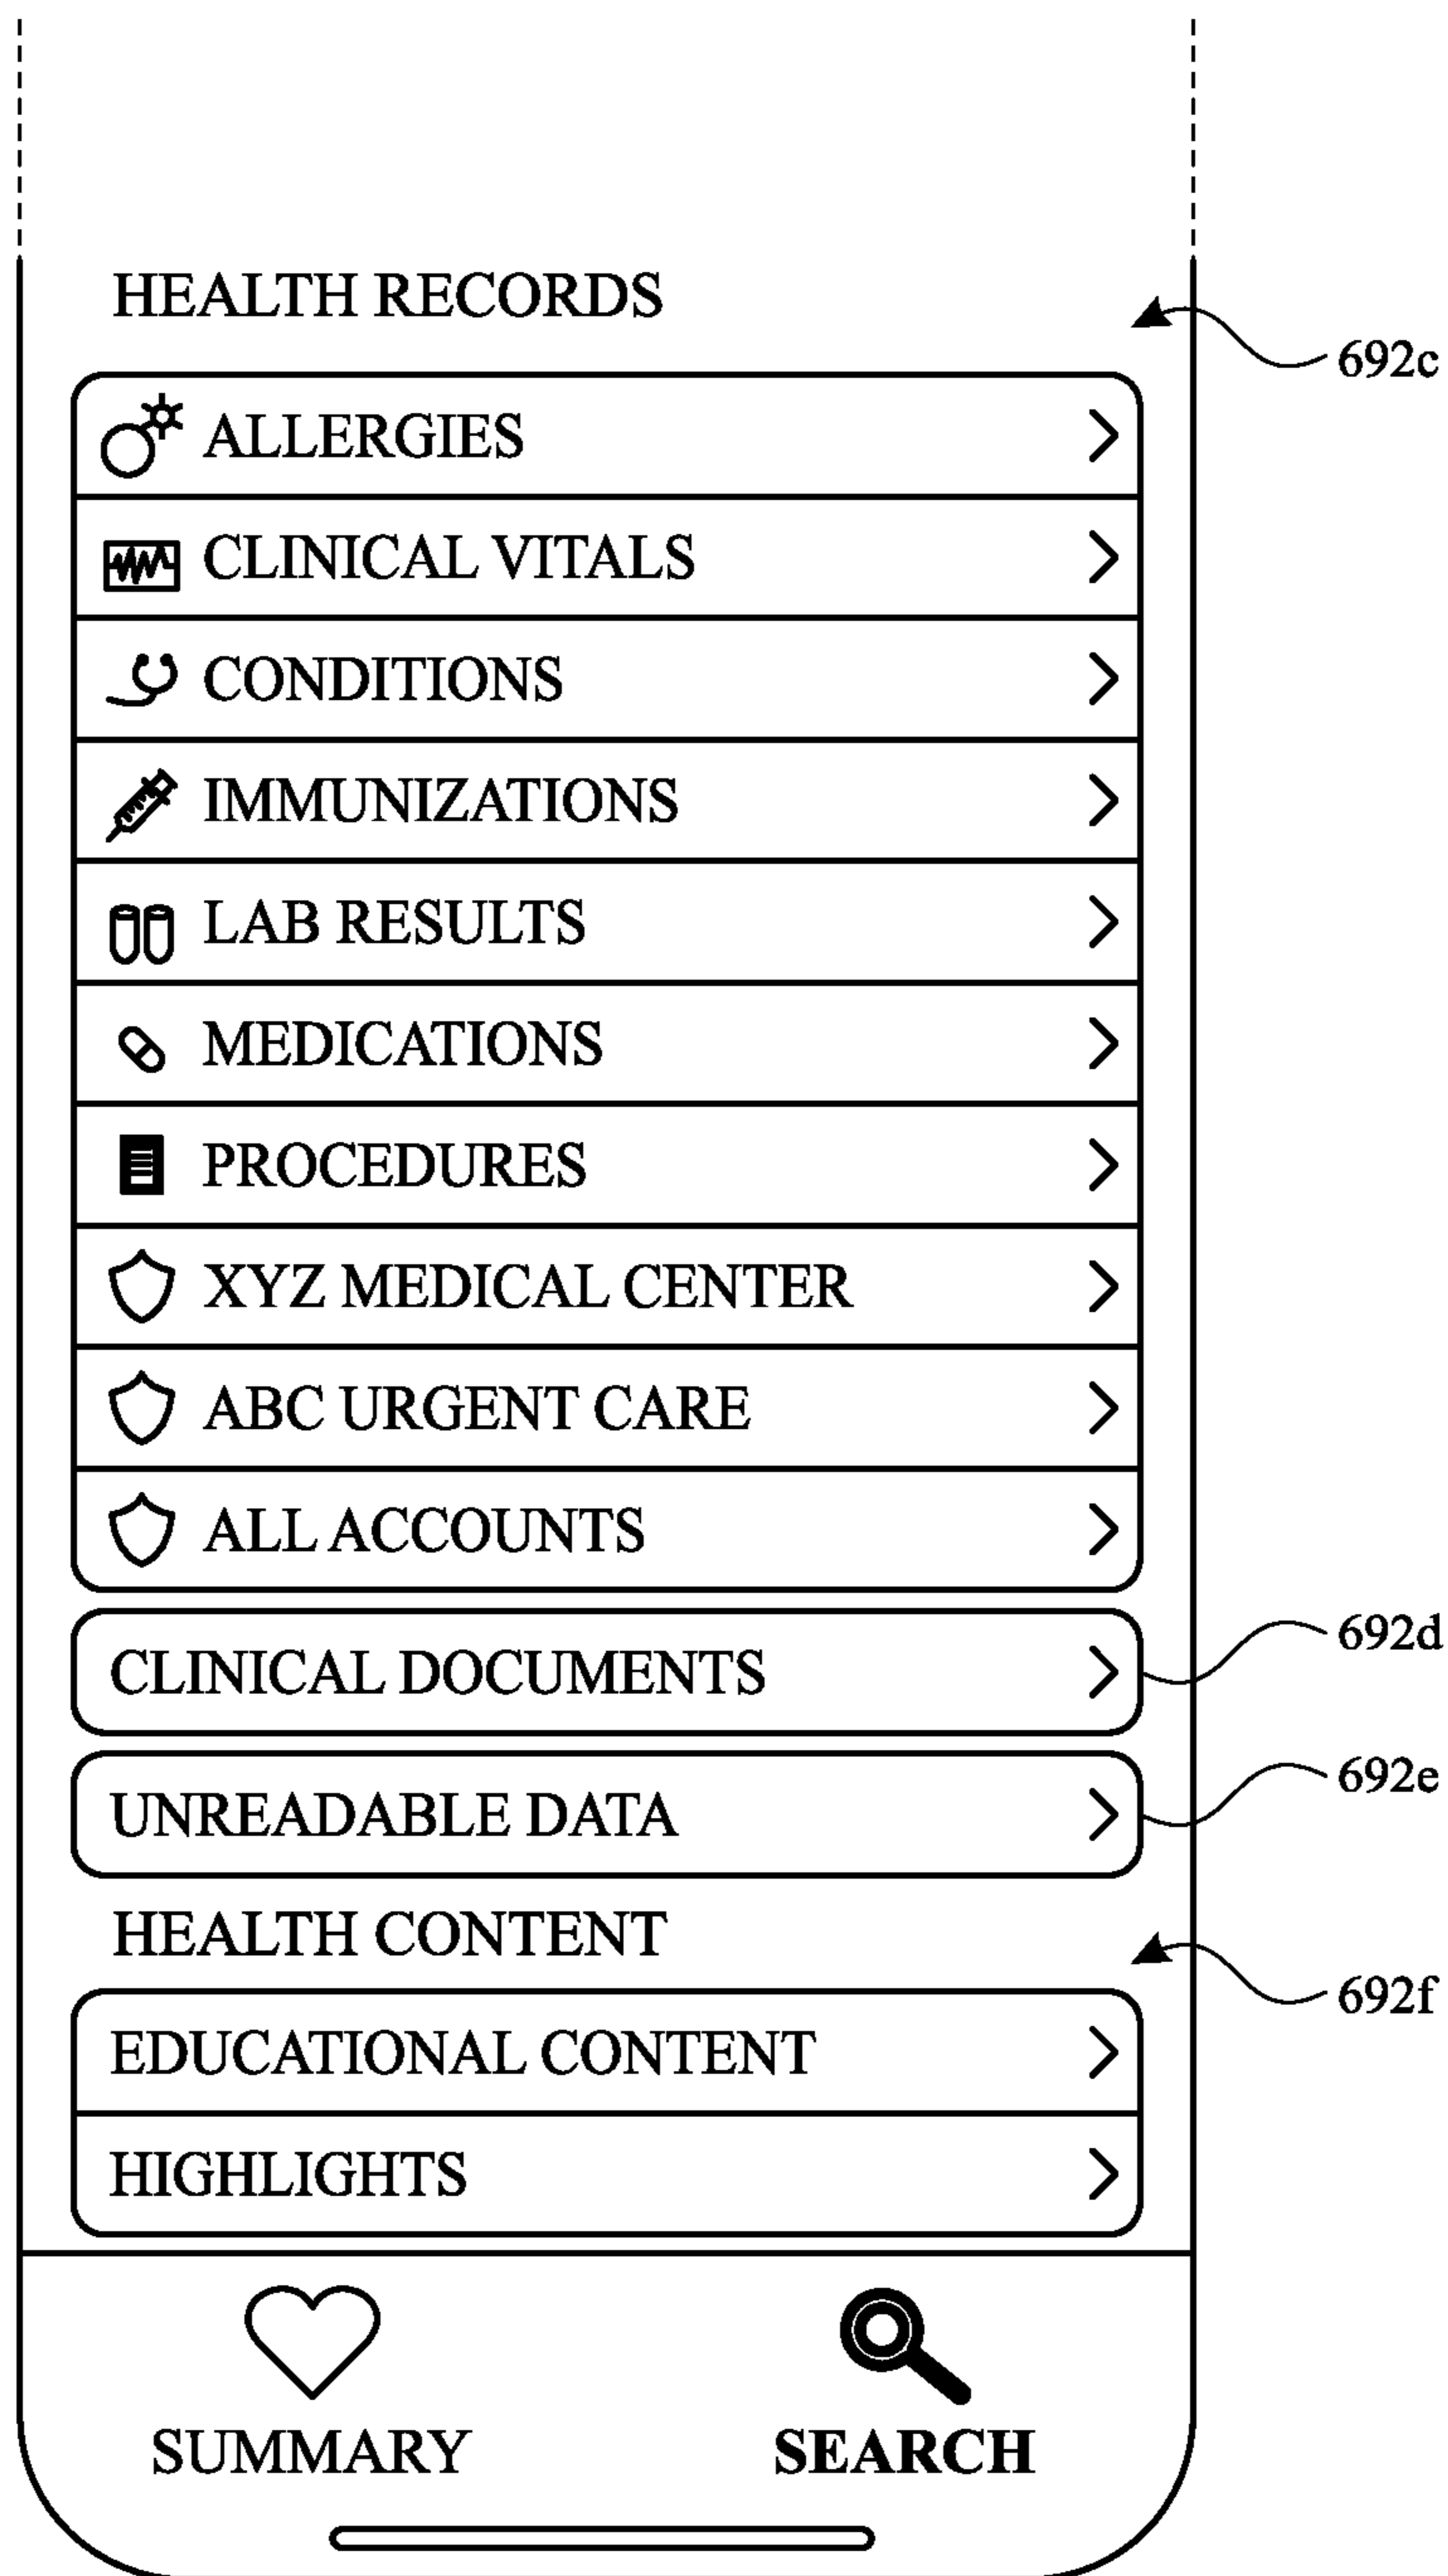 HEALTH RECORDS
692c
ALLERGIES
CLINICAL VITALS
CONDITIONS
IMMUNIZATIONS
LAB RESULTS
MEDICATIONS
PROCEDURES
XYZ MEDICAL CENTER
ABC URGENT CARE
ALL ACCOUNTS
CLINICAL DOCUMENTS
692d
UNREADABLE DATA
692e
HEALTH CONTENT
692f
EDUCATIONAL CONTENT
HIGHLIGHTS
SUMMARY
SEARCH